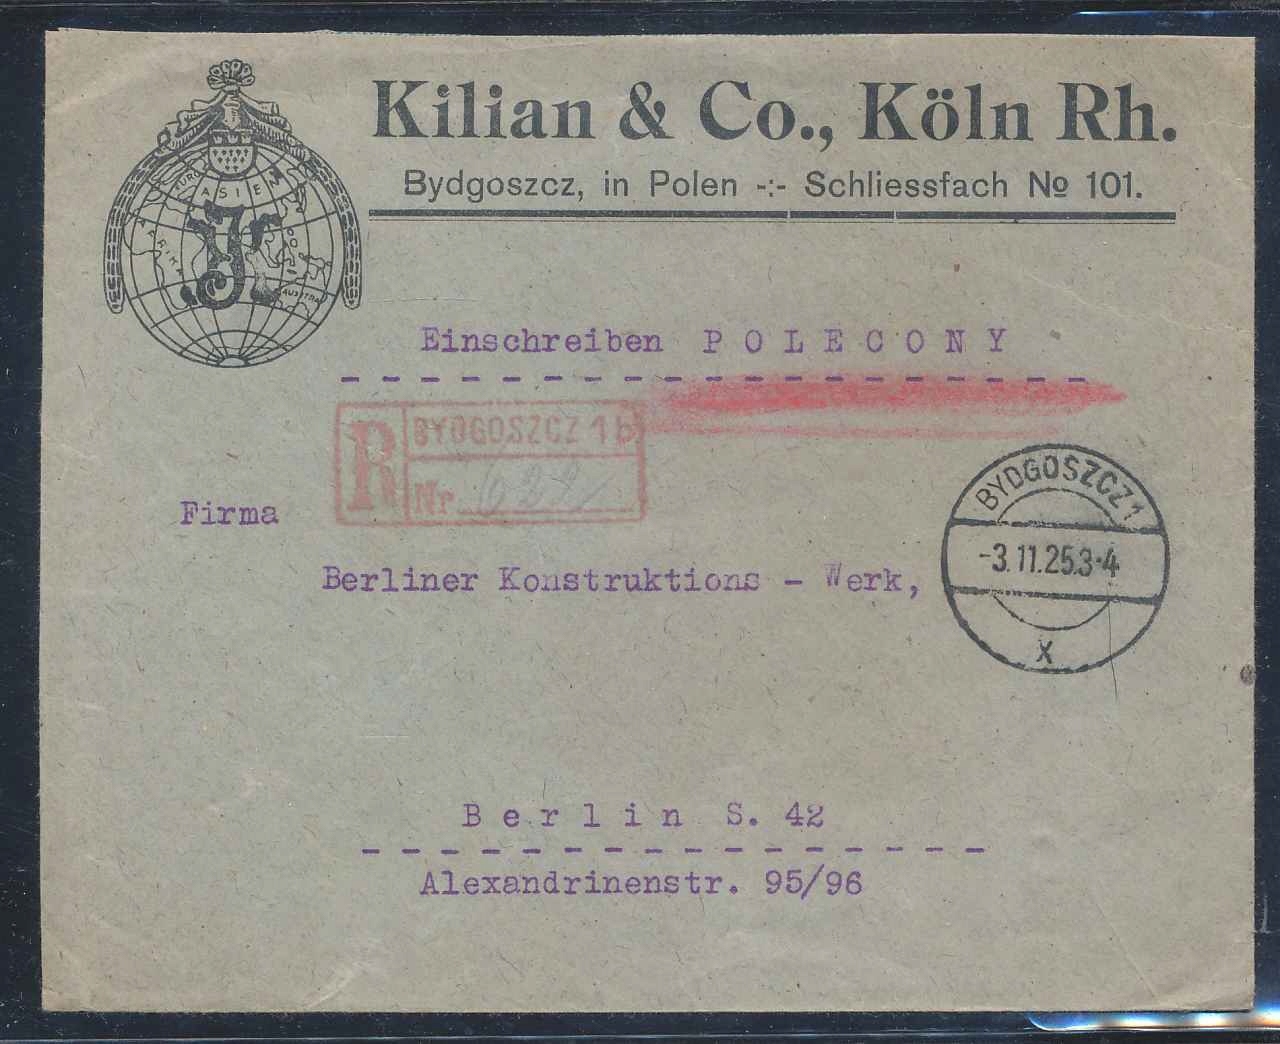 Kilian & Co., Köln Rh.
Bydgoszcz, in Polen -:- Schliessfach № 101.
ASIEN
Einschreiben POLECONY
R
BYDGOSZCZ 1 b
Nr.
Firma
Berliner Konstruktions - Werk,
BYDGOSZCZ 1
-3.11.25.3-4
X
Berlin S. 42
Alexandrinenstr. 95/96